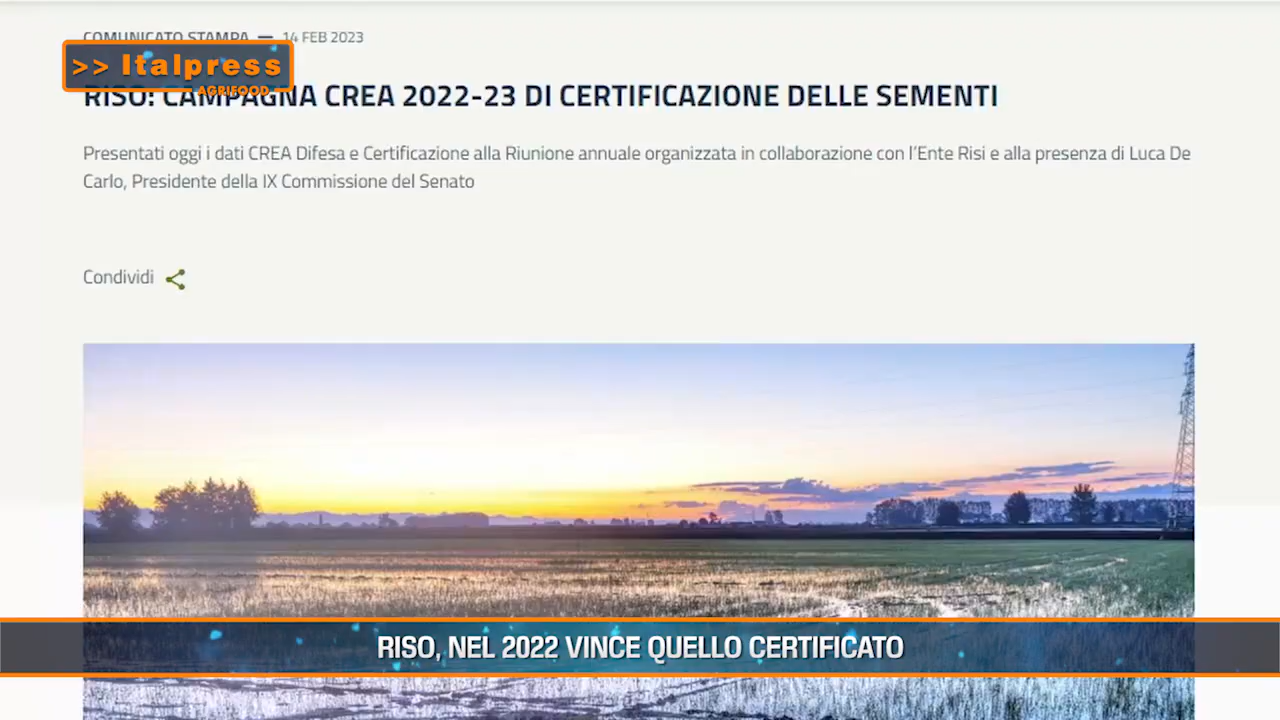 COMUNICATO STAMPA — 14 FEB 2023
>> Italpress
AGRIFOOD
RISO: CAMPAGNA CREA 2022-23 DI CERTIFICAZIONE DELLE SEMENTI
Presentati oggi i dati CREA Difesa e Certificazione alla Riunione annuale organizzata in collaborazione con l'Ente Risi e alla presenza di Luca De
Carlo, Presidente della IX Commissione del Senato
Condividi
RISO, NEL 2022 VINCE QUELLO CERTIFICATO